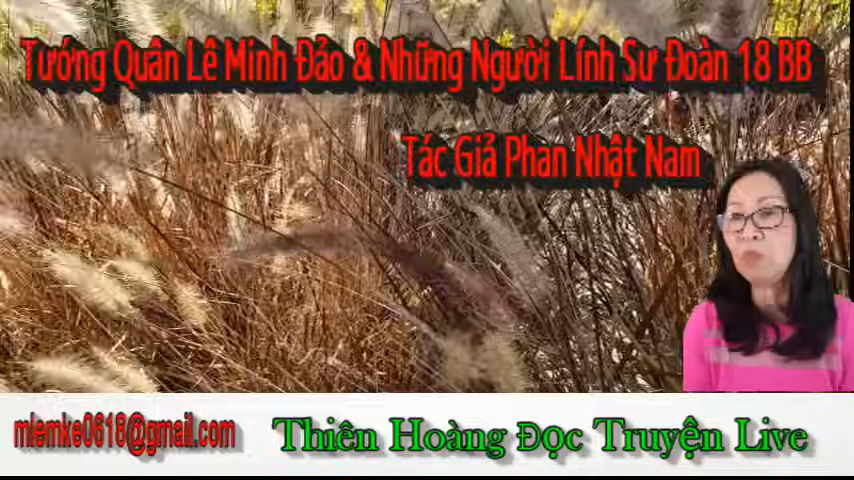 Tướng Quân Lê Minh Đảo & Những Người Lính Sư Đoàn 18 BB
Tác Giả Phan Nhật Nam
mlemke0618@gmail.com
Thiên Hoàng Đọc Truyện Live